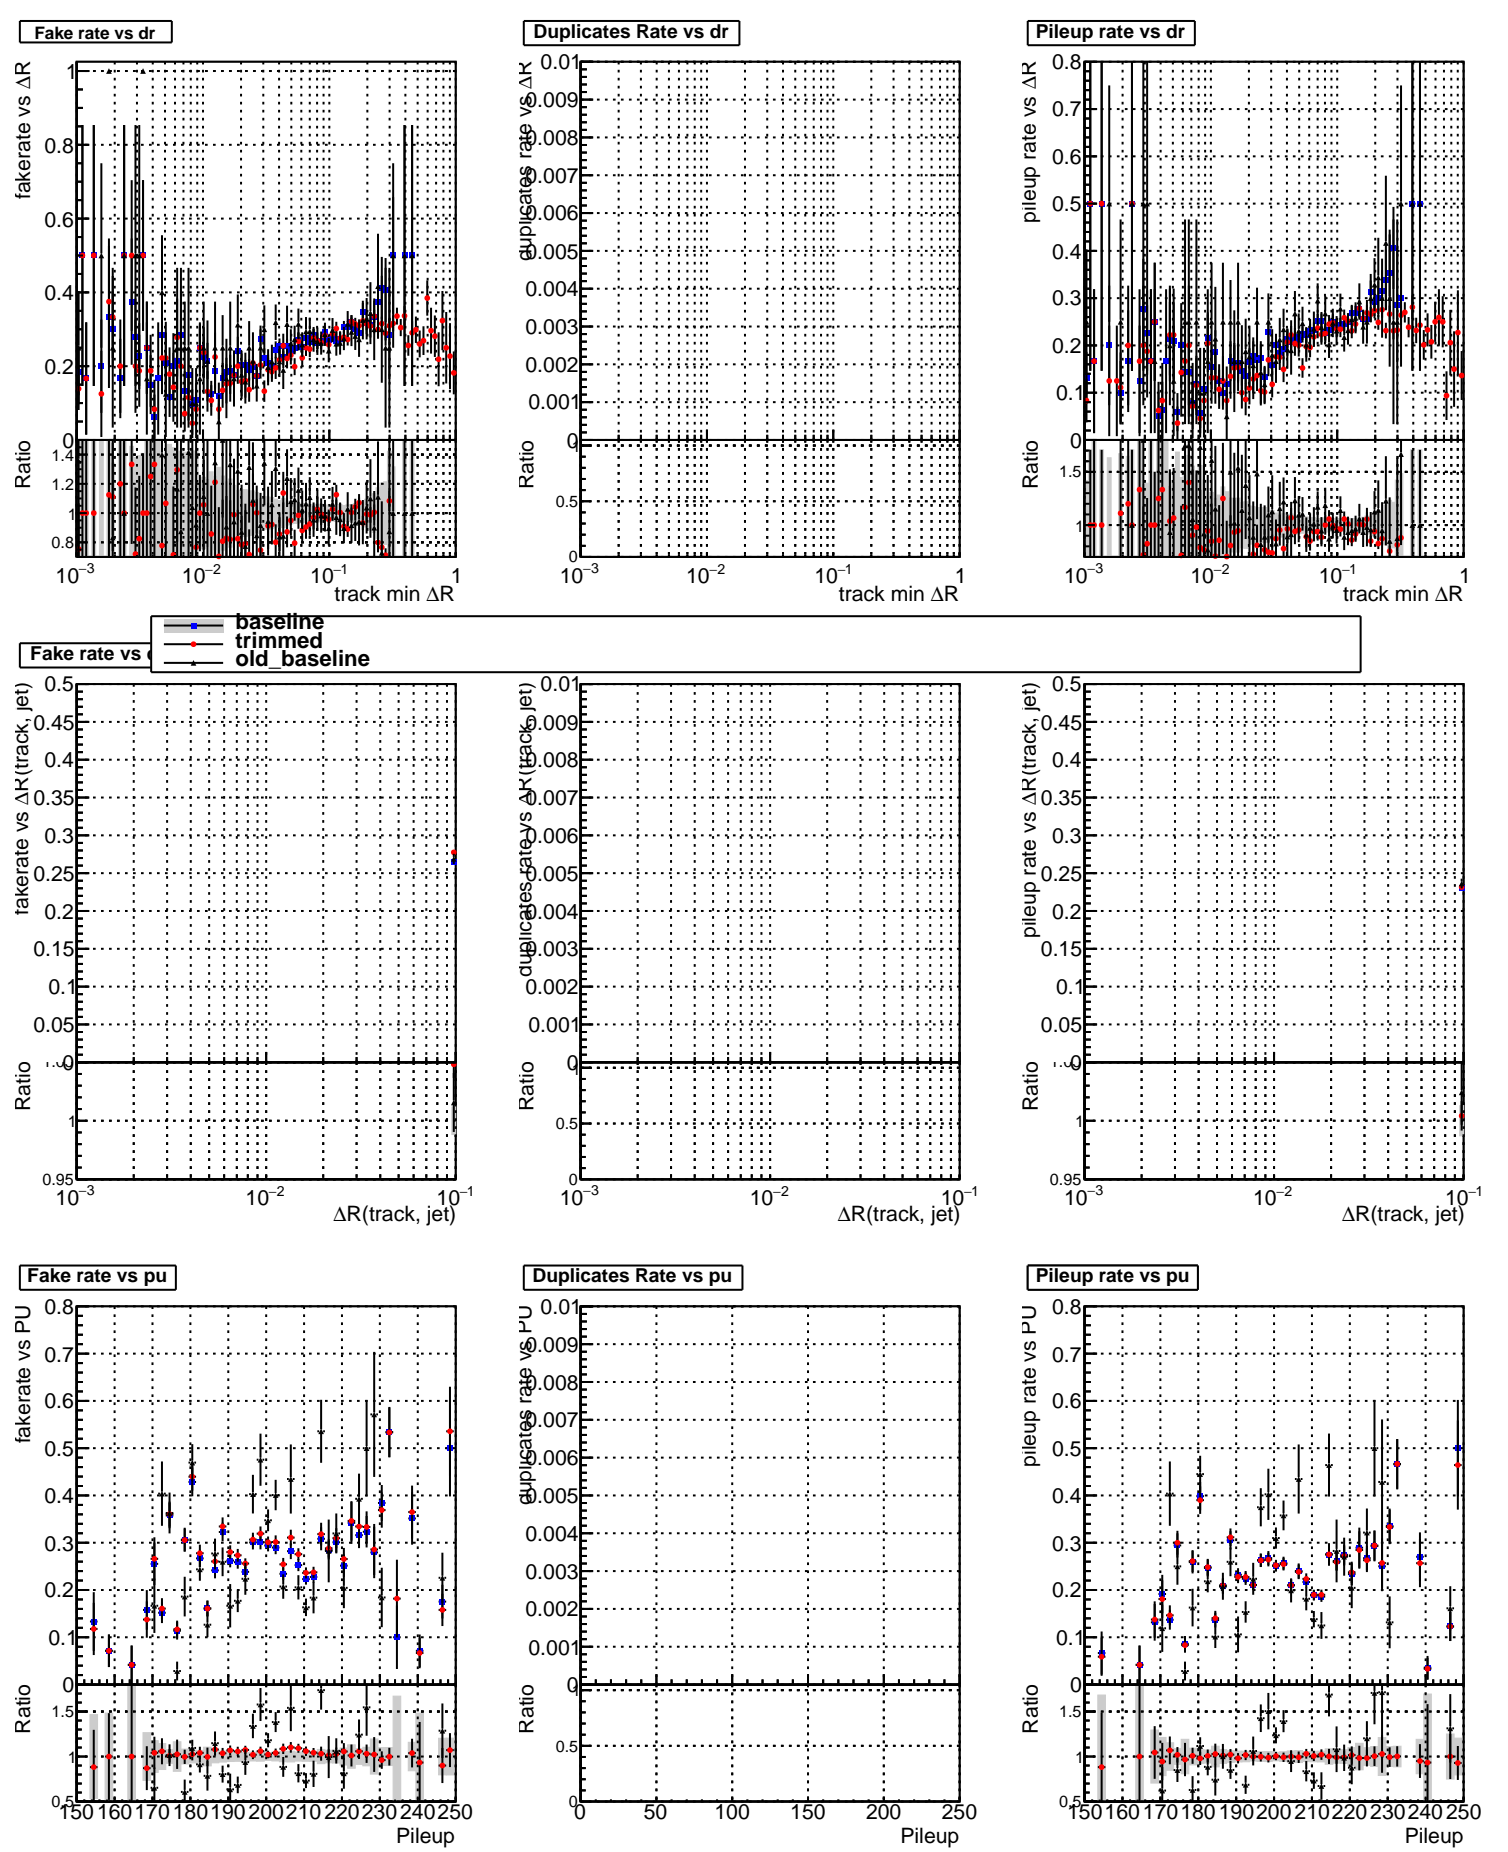 Fake rate vs dr
Duplicates Rate vs dr
Pileup rate vs dr
fakerate vs ΔR
1
0.8
0.6
0.4
0.2
0
Ratio
1.4
1.2
1
0.8
10⁻³ 10⁻² 10⁻¹ 1
track min ΔR
duplicates rate vs ΔR
0.01
0.009
0.008
0.007
0.006
0.005
0.004
0.003
0.002
0.001
0
Ratio
0.5
0
10⁻³ 10⁻² 10⁻¹ 1
track min ΔR
pileup rate vs ΔR
0.8
0.7
0.6
0.5
0.4
0.3
0.2
0.1
0
Ratio
1.5
1
10⁻³ 10⁻² 10⁻¹ 1
track min ΔR
baseline
trimmed
old_baseline
Fake rate vs
fakerate vs ΔR(track, jet)
0.5
0.45
0.4
0.35
0.3
0.25
0.2
0.15
0.1
0.05
0
Ratio
1
0.95
10⁻³ 10⁻² 10⁻¹
ΔR(track, jet)
duplicates rate vs ΔR(track, jet)
0.01
0.009
0.008
0.007
0.006
0.005
0.004
0.003
0.002
0.001
0
Ratio
1
0.5
0
10⁻³ 10⁻² 10⁻¹
ΔR(track, jet)
pileup rate vs ΔR(track, jet)
0.5
0.45
0.4
0.35
0.3
0.25
0.2
0.15
0.1
0.05
0
Ratio
1
0.95
10⁻³ 10⁻² 10⁻¹
ΔR(track, jet)
Fake rate vs pu
Duplicates Rate vs pu
Pileup rate vs pu
fakerate vs PU
0.8
0.7
0.6
0.5
0.4
0.3
0.2
0.1
0
Ratio
1.5
1
0.5
150 160 170 180 190 200 210 220 230 240 250
Pileup
duplicates rate vs PU
0.01
0.009
0.008
0.007
0.006
0.005
0.004
0.003
0.002
0.001
0
Ratio
1
0.5
0
0 50 100 150 200 250
Pileup
pileup rate vs PU
0.8
0.7
0.6
0.5
0.4
0.3
0.2
0.1
0
Ratio
1.5
1
0.5
150 160 170 180 190 200 210 220 230 240 250
Pileup